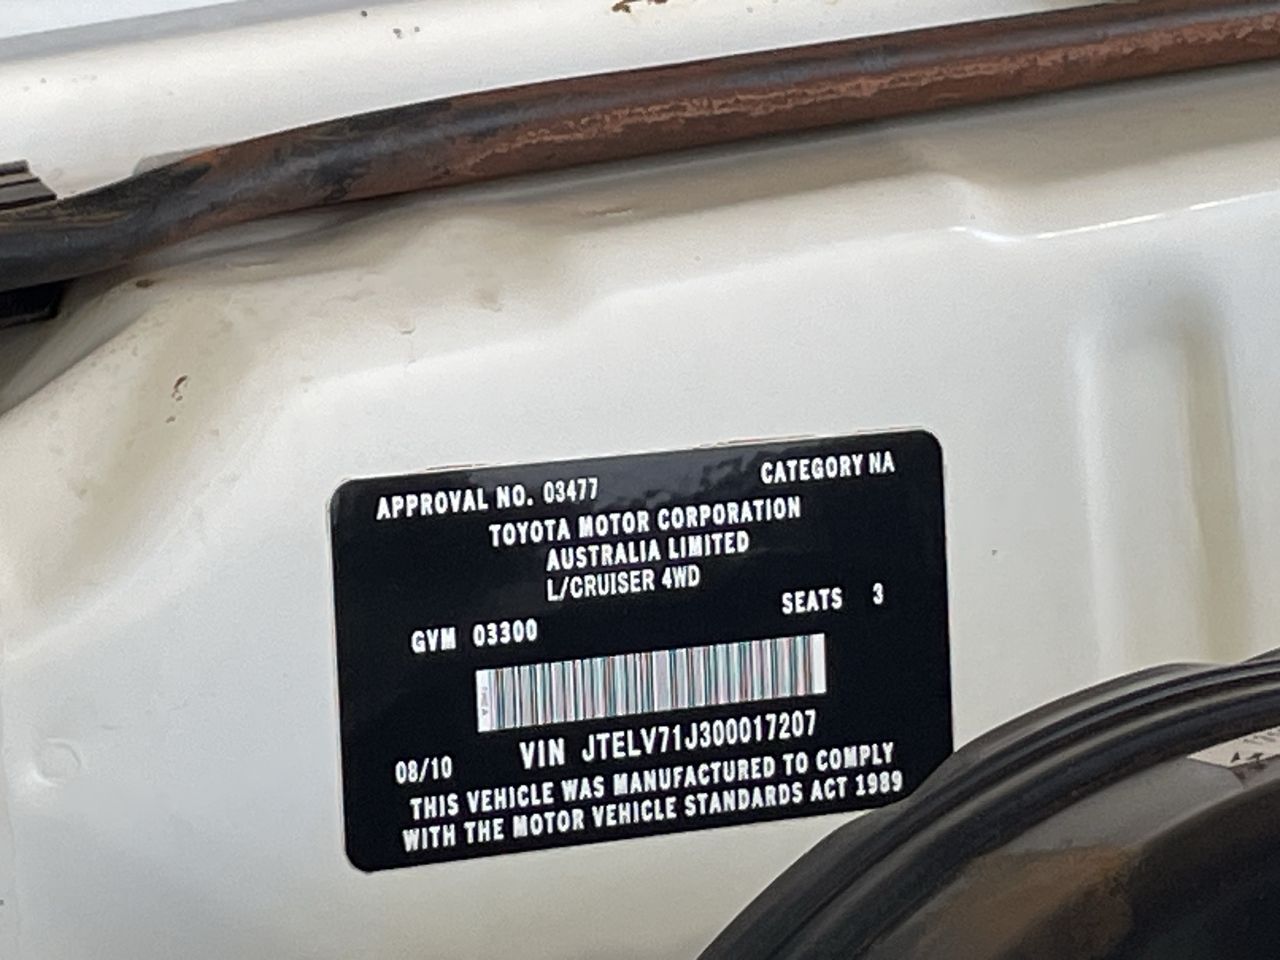 APPROVAL NO. 03477 CATEGORY NA
TOYOTA MOTOR CORPORATION
AUSTRALIA LIMITED
L/CRUISER 4WD
SEATS 3
GVM 03300
VIN JTELV71J300017207
08/10
THIS VEHICLE WAS MANUFACTURED TO COMPLY
WITH THE MOTOR VEHICLE STANDARDS ACT 1989